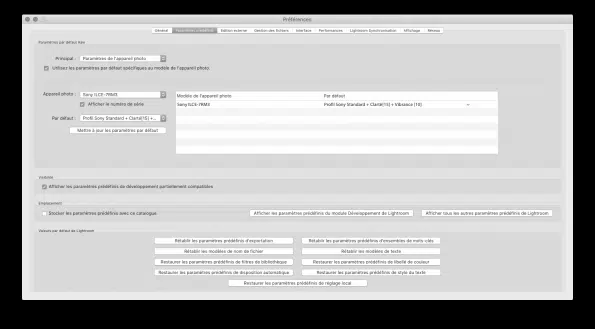 Préférences
Général Paramètres prédéfinis Edition externe Gestion des fichiers Interface Performances Lightroom Synchronisation Affichage Réseau
Paramètres par défaut Raw
Principal : Paramètres de l'appareil photo
Utilisez les paramètres par défaut spécifiques au modèle de l'appareil photo.
Appareil photo : Sony ILCE-7RM3
Afficher le numéro de série
Par défaut : Profil Sony Standard + Clarté(15) +...
Mettre à jour les paramètres par défaut
Modèle de l'appareil photo Par défaut
Sony ILCE-7RM3 Profil Sony Standard + Clarté(15) + Vibrance (10)
Visibilité
Afficher les paramètres prédéfinis de développement partiellement compatibles
Emplacement
Stocker les paramètres prédéfinis avec ce catalogue Afficher les paramètres prédéfinis du module Développement de Lightroom Afficher tous les autres paramètres prédéfinis de Lightroom
Valeurs par défaut de Lightroom
Rétablir les paramètres prédéfinis d'exportation Rétablir les paramètres prédéfinis d'ensembles de mots-clés
Rétablir les modèles de nom de fichier Rétablir les modèles de texte
Restaurer les paramètres prédéfinis de filtres de bibliothèque Restaurer les paramètres prédéfinis de libellé de couleur
Restaurer les paramètres prédéfinis de disposition automatique Restaurer les paramètres prédéfinis de style du texte
Restaurer les paramètres prédéfinis de réglage local